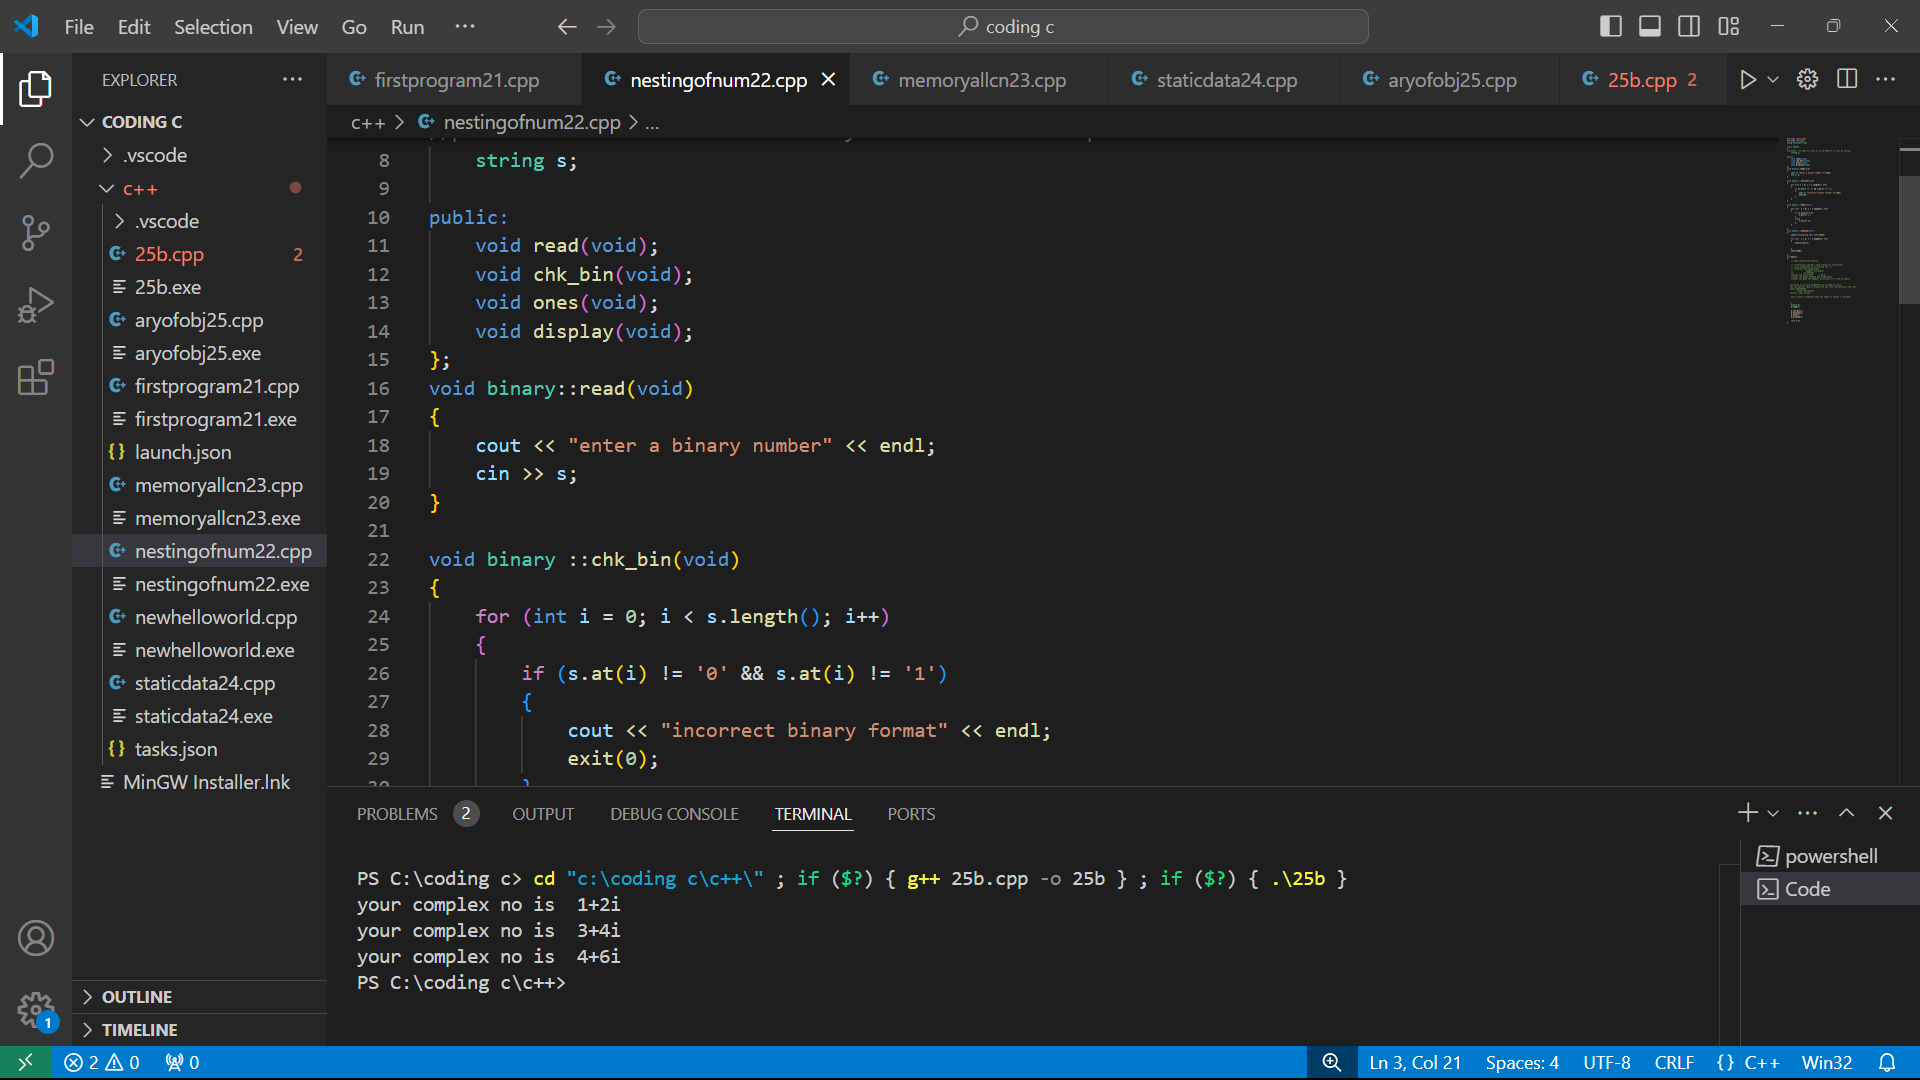 File Edit Selection View Go Run ··· coding c
EXPLORER ···
firstprogram21.cpp nestingofnum22.cpp memoryallcn23.cpp staticdata24.cpp aryofobj25.cpp 25b.cpp 2 ···
CODING C
.vscode
c++
.vscode
25b.cpp 2
25b.exe
aryofobj25.cpp
aryofobj25.exe
firstprogram21.cpp
firstprogram21.exe
launch.json
memoryallcn23.cpp
memoryallcn23.exe
nestingofnum22.cpp
nestingofnum22.exe
newhelloworld.cpp
newhelloworld.exe
staticdata24.cpp
staticdata24.exe
tasks.json
MinGW Installer.lnk
OUTLINE
TIMELINE
c++ > nestingofnum22.cpp > ...
8 string s;
9
10 public:
11 void read(void);
12 void chk_bin(void);
13 void ones(void);
14 void display(void);
15 };
16 void binary::read(void)
17 {
18 cout << "enter a binary number" << endl;
19 cin >> s;
20 }
21
22 void binary ::chk_bin(void)
23 {
24 for (int i = 0; i < s.length(); i++)
25 {
26 if (s.at(i) != '0' && s.at(i) != '1')
27 {
28 cout << "incorrect binary format" << endl;
29 exit(0);
PROBLEMS 2 OUTPUT DEBUG CONSOLE TERMINAL PORTS
PS C:\coding c> cd "c:\coding c\c++\" ; if ($?) { g++ 25b.cpp -o 25b } ; if ($?) { .\25b }
your complex no is 1+2i
your complex no is 3+4i
your complex no is 4+6i
PS C:\coding c\c++>
powershell
Code
1
2 0 0 Ln 3, Col 21 Spaces: 4 UTF-8 CRLF {} C++ Win32